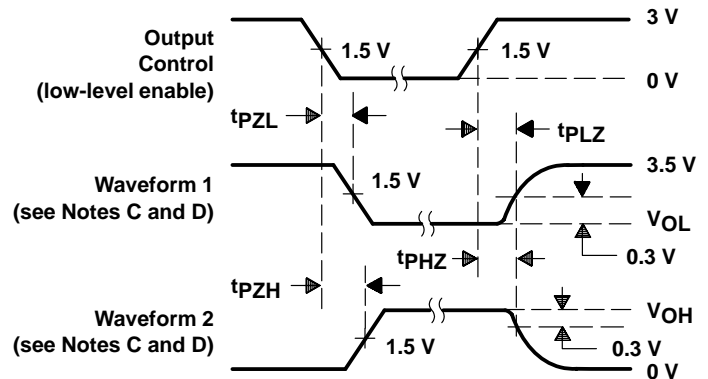 Output
Control
(low-level enable)
1.5 V
1.5 V
3 V
0 V
tPZL
tPLZ
Waveform 1
(see Notes C and D)
1.5 V
3.5 V
VOL
0.3 V
tPHZ
tPZH
Waveform 2
(see Notes C and D)
1.5 V
VOH
0.3 V
0 V